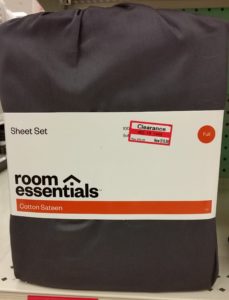 Sheet Set
Clearance
Full
room
essentials
Cotton Sateen